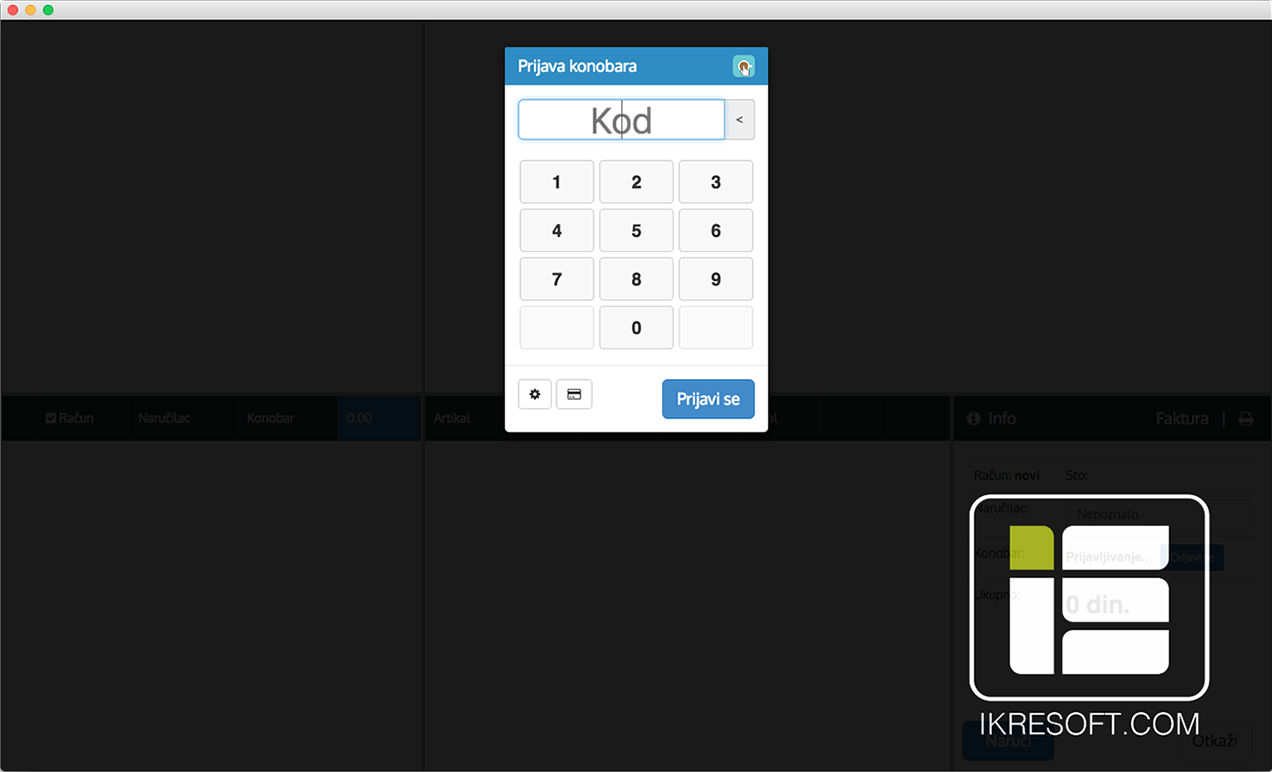 Prijava konobara
Kod
<
1 2 3
4 5 6
7 8 9
0
Prijavi se
Račun Naručilac Konobar 0.00 Artikal
Info Faktura |
Račun: novi Sto:
Naručilac: Nepoznato
Konobar: Prijavljivanje.. Odjavi se
Ukupno: 0 din.
IKRESOFT.COM
Naruči Otkaži